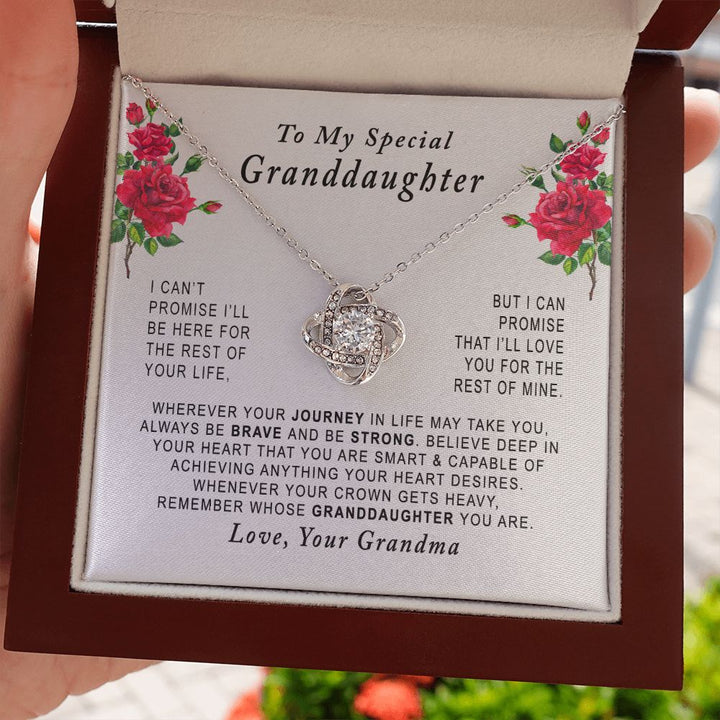 To My Special
Granddaughter
I CAN'T
PROMISE I'LL
BE HERE FOR
THE REST OF
YOUR LIFE,
BUT I CAN
PROMISE
THAT I'LL LOVE
YOU FOR THE
REST OF MINE.
WHEREVER YOUR JOURNEY IN LIFE MAY TAKE YOU,
ALWAYS BE BRAVE AND BE STRONG. BELIEVE DEEP IN
YOUR HEART THAT YOU ARE SMART & CAPABLE OF
ACHIEVING ANYTHING YOUR HEART DESIRES.
WHENEVER YOUR CROWN GETS HEAVY,
REMEMBER WHOSE GRANDDAUGHTER YOU ARE.
Love, Your Grandma